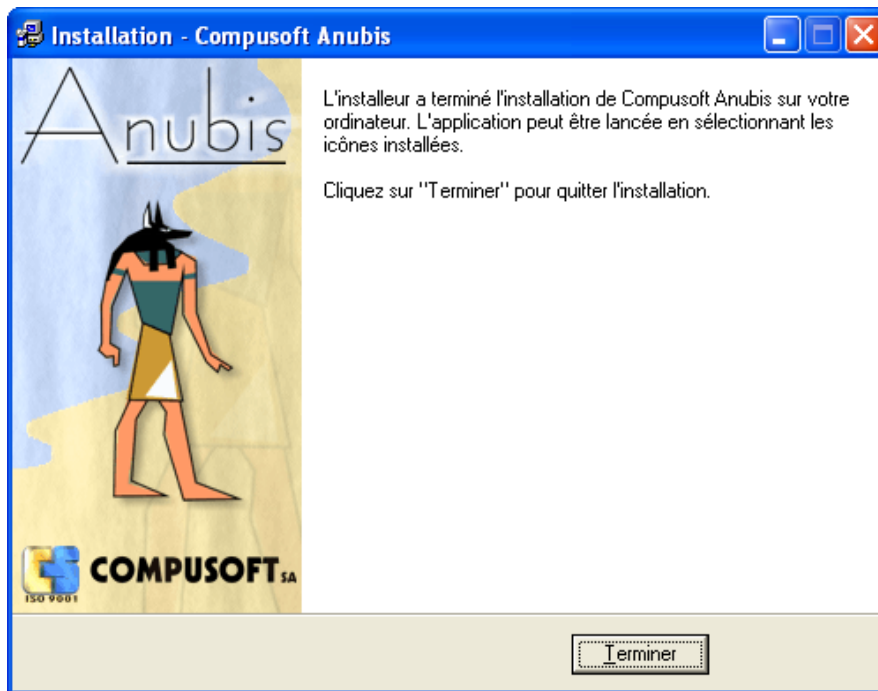 Installation - Compusoft Anubis
Anubis
L'installeur a terminé l'installation de Compusoft Anubis sur votre
ordinateur. L'application peut être lancée en sélectionnant les
icônes installées.
Cliquez sur "Terminer" pour quitter l'installation.
CS COMPUSOFT SA
ISO 9001
Terminer